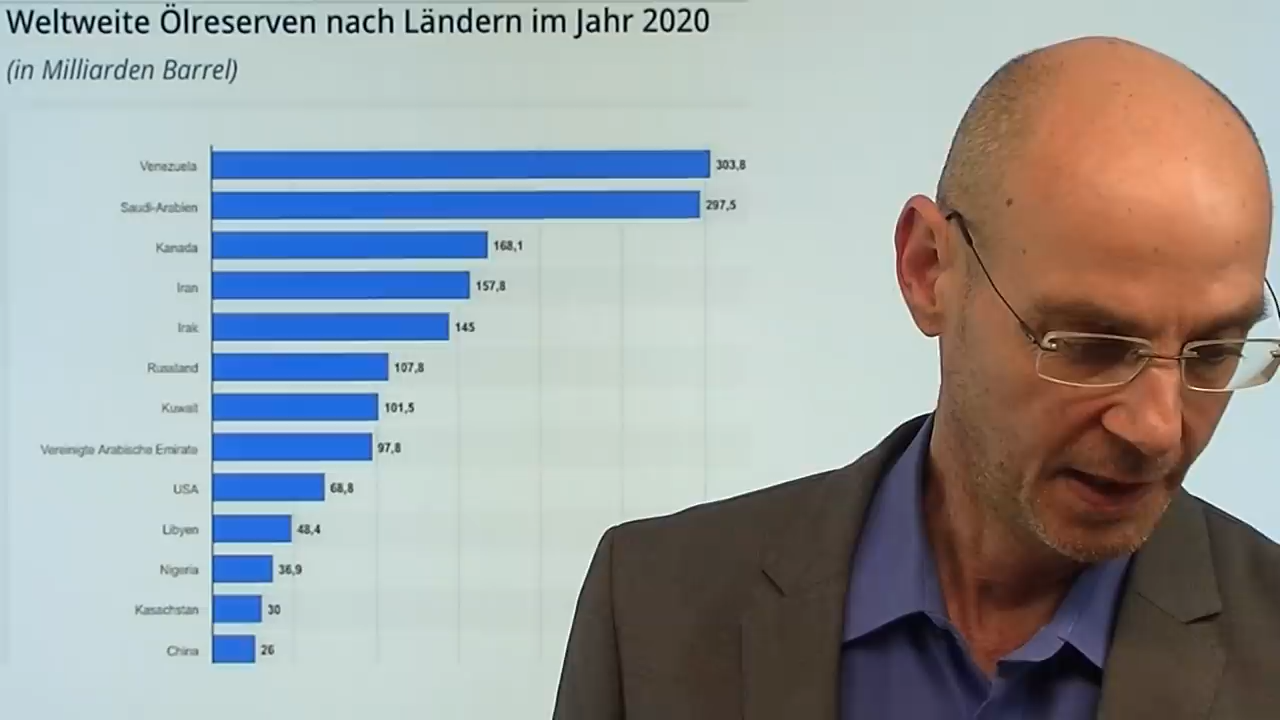 Weltweite Ölreserven nach Ländern im Jahr 2020
(in Milliarden Barrel)
Venezuela 303,8
Saudi-Arabien 297,5
Kanada 168,1
Iran 157,8
Irak 145
Russland 107,8
Kuwait 101,5
Vereinigte Arabische Emirate 97,8
USA 68,8
Libyen 48,4
Nigeria 36,9
Kasachstan 30
China 26